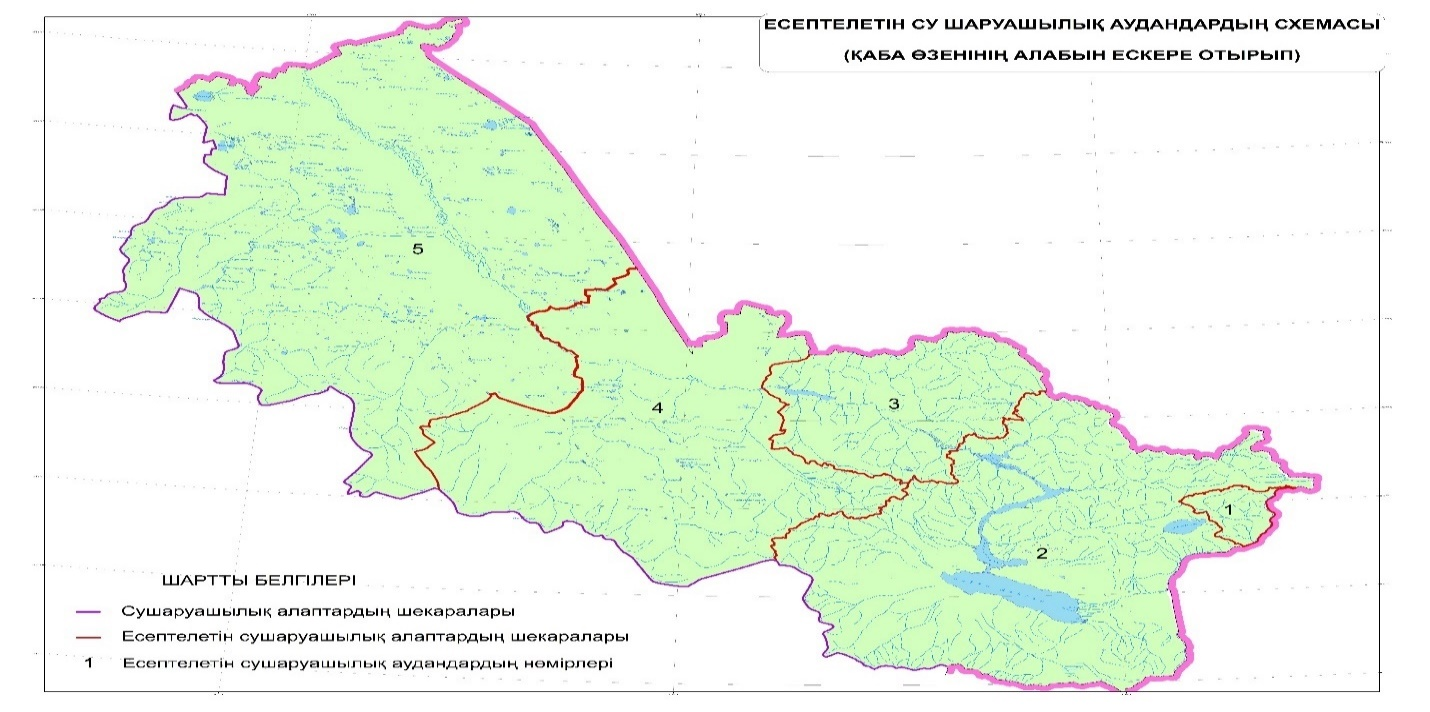 ЕСЕПТЕЛЕТІН СУ ШАРУАШЫЛЫҚ АУДАНДАРДЫҢ СХЕМАСЫ
(ҚАБА ӨЗЕНІНІҢ АЛАБЫН ЕСКЕРЕ ОТЫРЫП)
5
4
3
1
2
ШАРТТЫ БЕЛГІЛЕРІ
Сушаруашылық алаптардың шекаралары
Есептелетін сушаруашылық алаптардың шекаралары
1 Есептелетін сушаруашылық аудандардың нөмірлері